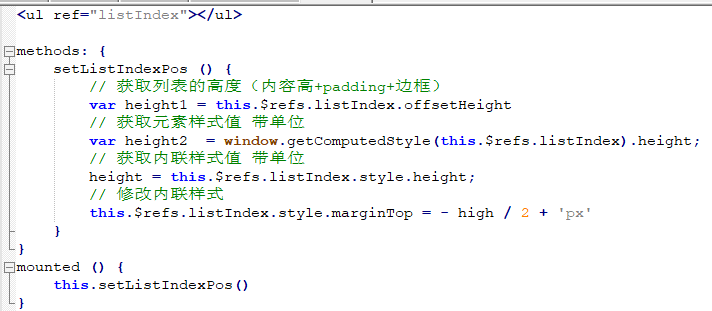 <ul ref="listIndex"></ul>
methods: {
setListIndexPos () {
// 获取列表的高度（内容高+padding+边框）
var height1 = this.$refs.listIndex.offsetHeight
// 获取元素样式值 带单位
var height2  = window.getComputedStyle(this.$refs.listIndex).height;
// 获取内联样式值 带单位
height = this.$refs.listIndex.style.height;
// 修改内联样式
this.$refs.listIndex.style.marginTop = - high / 2 + 'px'
}
}
mounted () {
this.setListIndexPos()
}